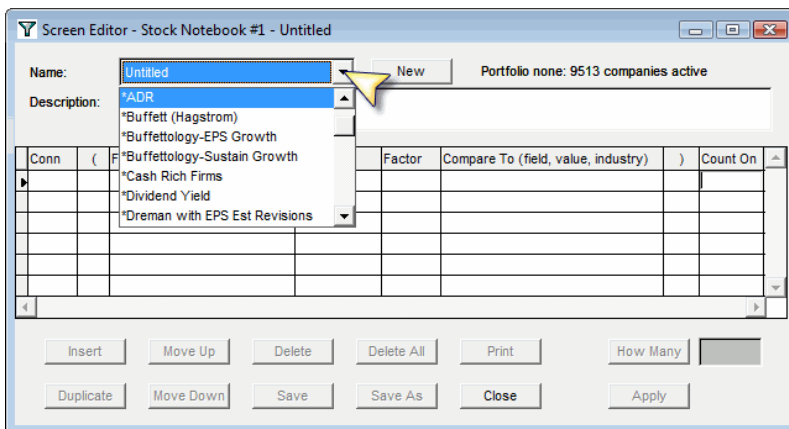 Screen Editor - Stock Notebook #1 - Untitled
Name: Untitled New Portfolio none: 9513 companies active
Description: *ADR
*Buffett (Hagstrom)
*Buffettology-EPS Growth
Conn ( F *Buffettology-Sustain Growth Factor Compare To (field, value, industry) ) Count On
*Cash Rich Firms
*Dividend Yield
*Dreman with EPS Est Revisions
Insert Move Up Delete Delete All Print How Many
Duplicate Move Down Save Save As Close Apply